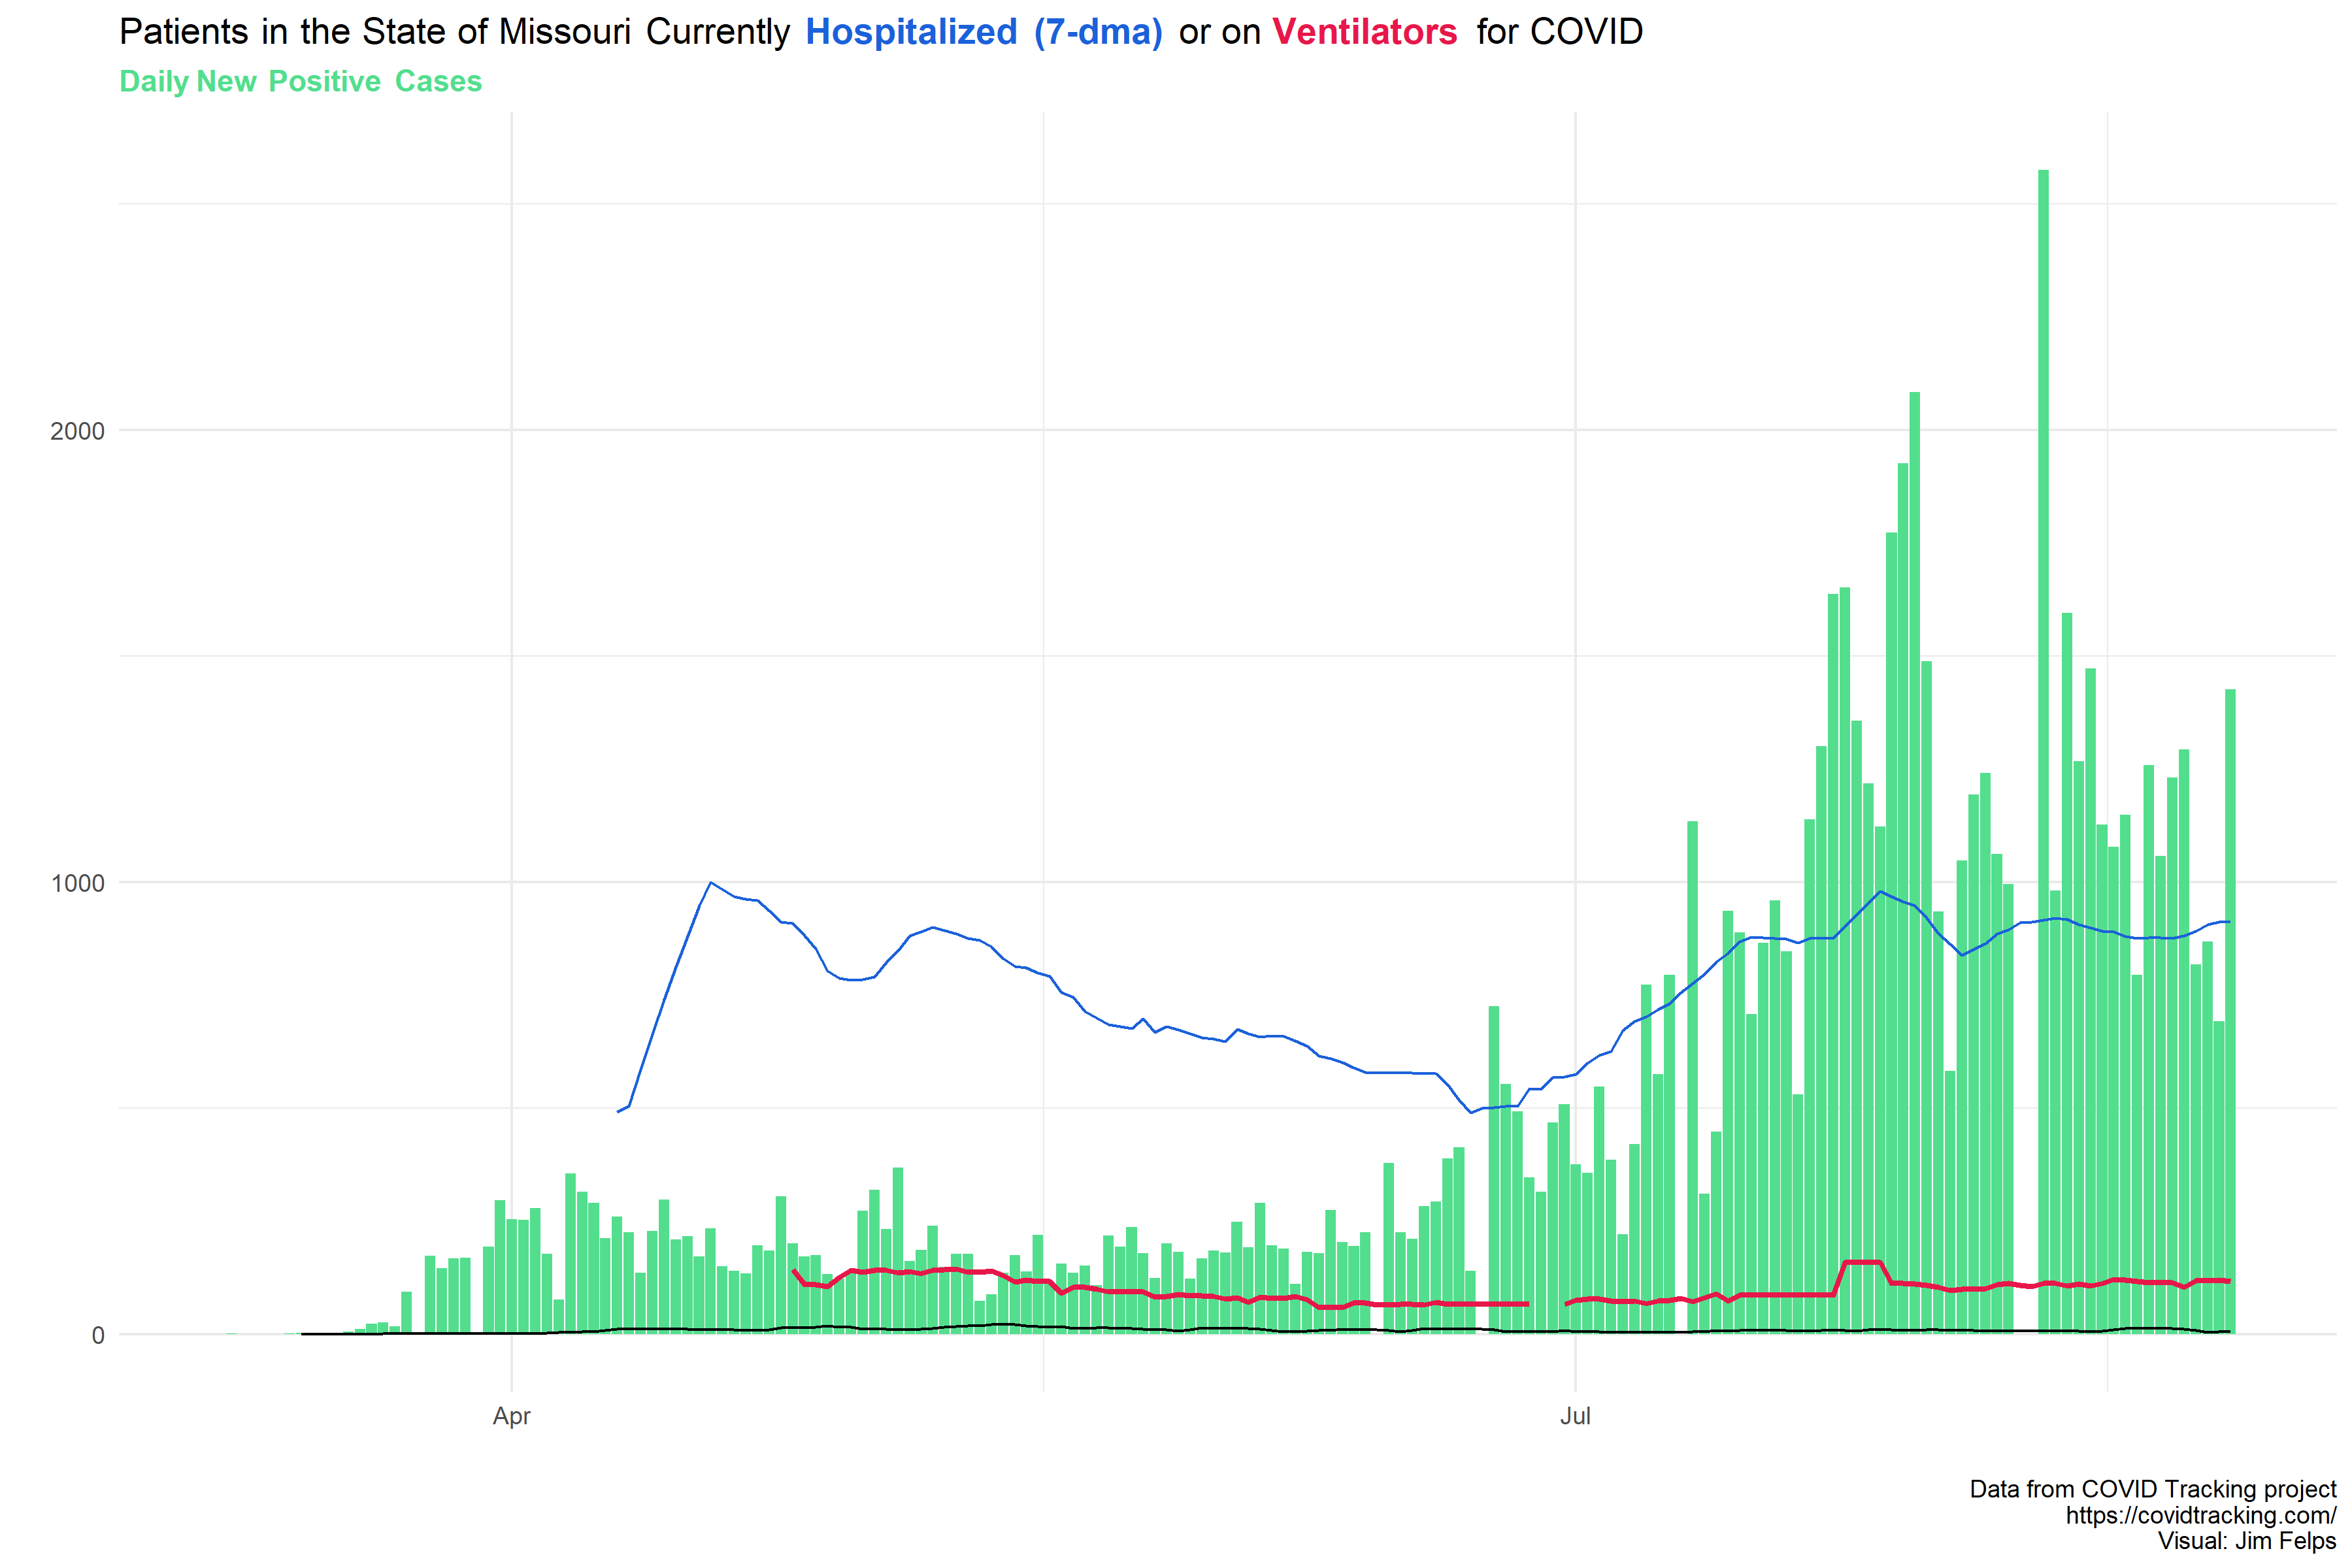 Patients in the State of Missouri Currently Hospitalized (7-dma) or on Ventilators for COVID
Daily New Positive Cases
2000
1000
0
Apr
Jul
Data from COVID Tracking project
https://covidtracking.com/
Visual: Jim Felps